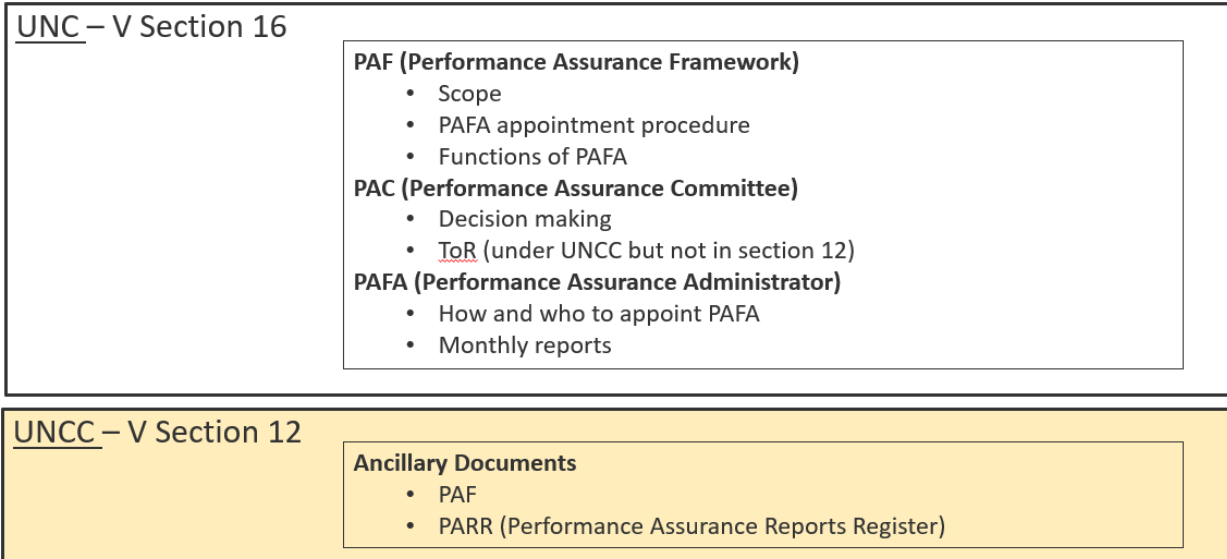 UNC – V Section 16
PAF (Performance Assurance Framework)
• Scope
• PAFA appointment procedure
• Functions of PAFA
PAC (Performance Assurance Committee)
• Decision making
• ToR (under UNCC but not in section 12)
PAFA (Performance Assurance Administrator)
• How and who to appoint PAFA
• Monthly reports
UNCC – V Section 12
Ancillary Documents
• PAF
• PARR (Performance Assurance Reports Register)